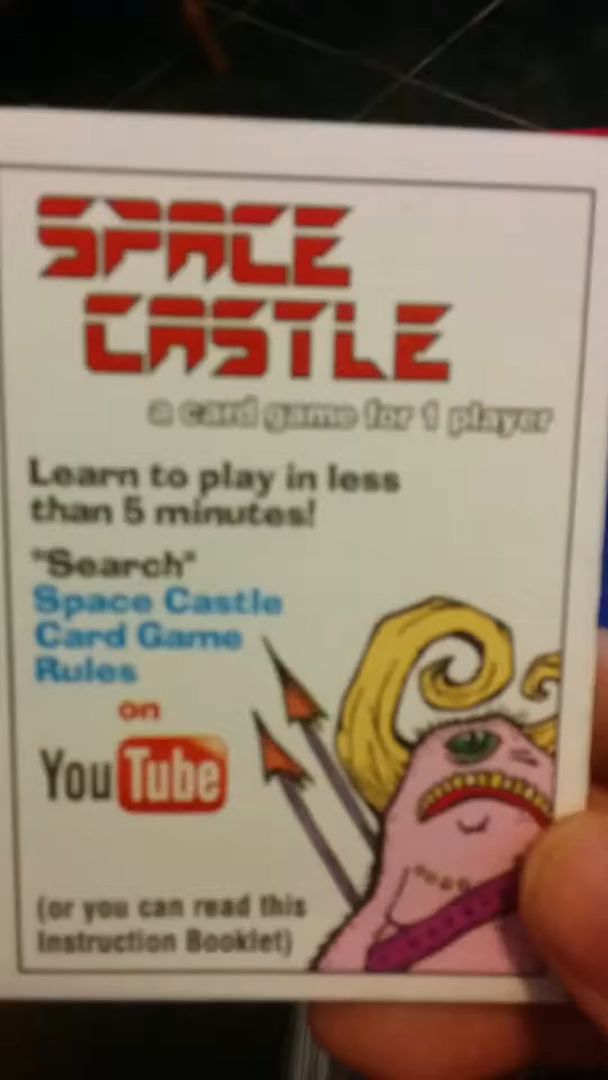 SPACE
CASTLE
a card game for 1 player
Learn to play in less
than 5 minutes!
"Search"
Space Castle
Card Game
Rules
on
YouTube
(or you can read this
Instruction Booklet)